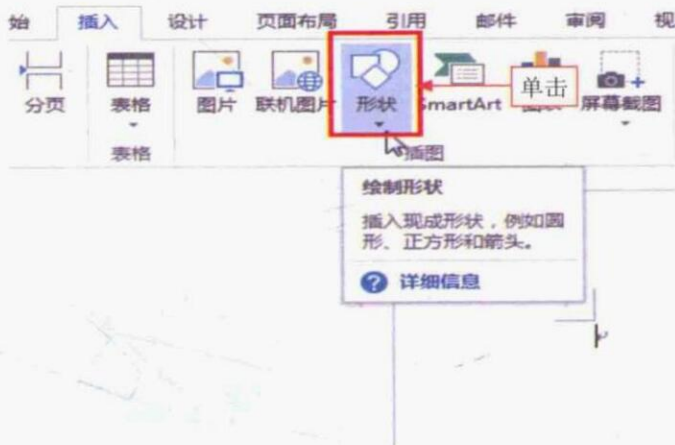 始 插入 设计 页面布局 引用 邮件 审阅 视
分页 表格 图片 联机图片 形状 SmartArt 图表 屏幕截图
单击
表格 插图
绘制形状
插入现成形状，例如圆
形、正方形和箭头。
? 详细信息